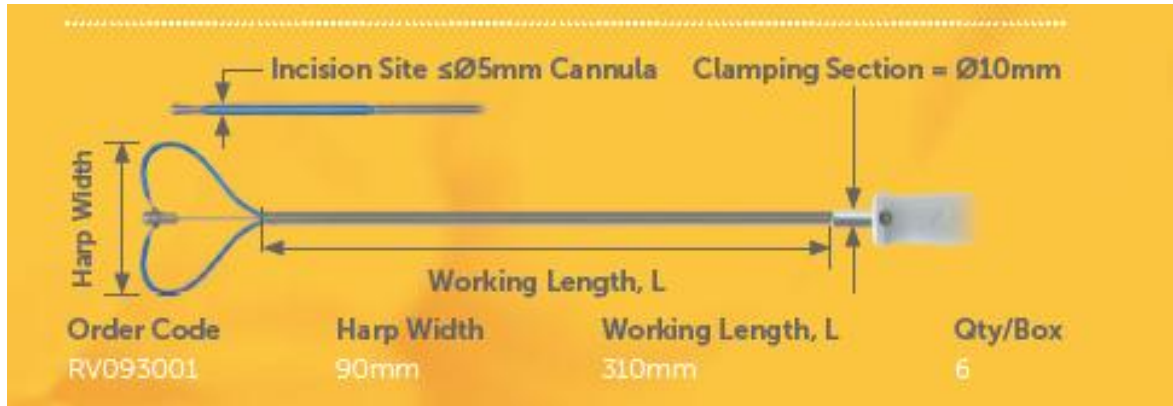 Incision Site ≤Ø5mm Cannula
Clamping Section = Ø10mm
Harp Width
Working Length, L
Order Code Harp Width Working Length, L Qty/Box
RV093001 90mm 310mm 6